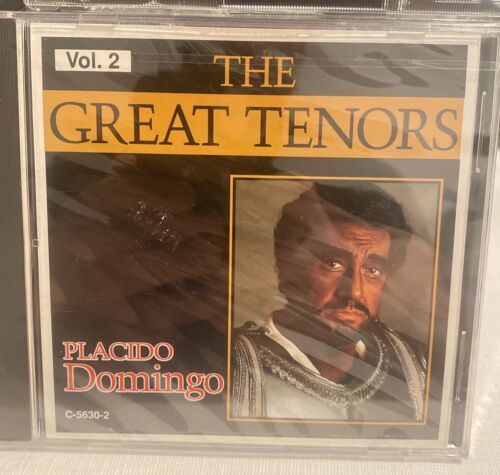 Vol. 2
THE
GREAT TENORS
PLACIDO
Domingo
C-5630-2